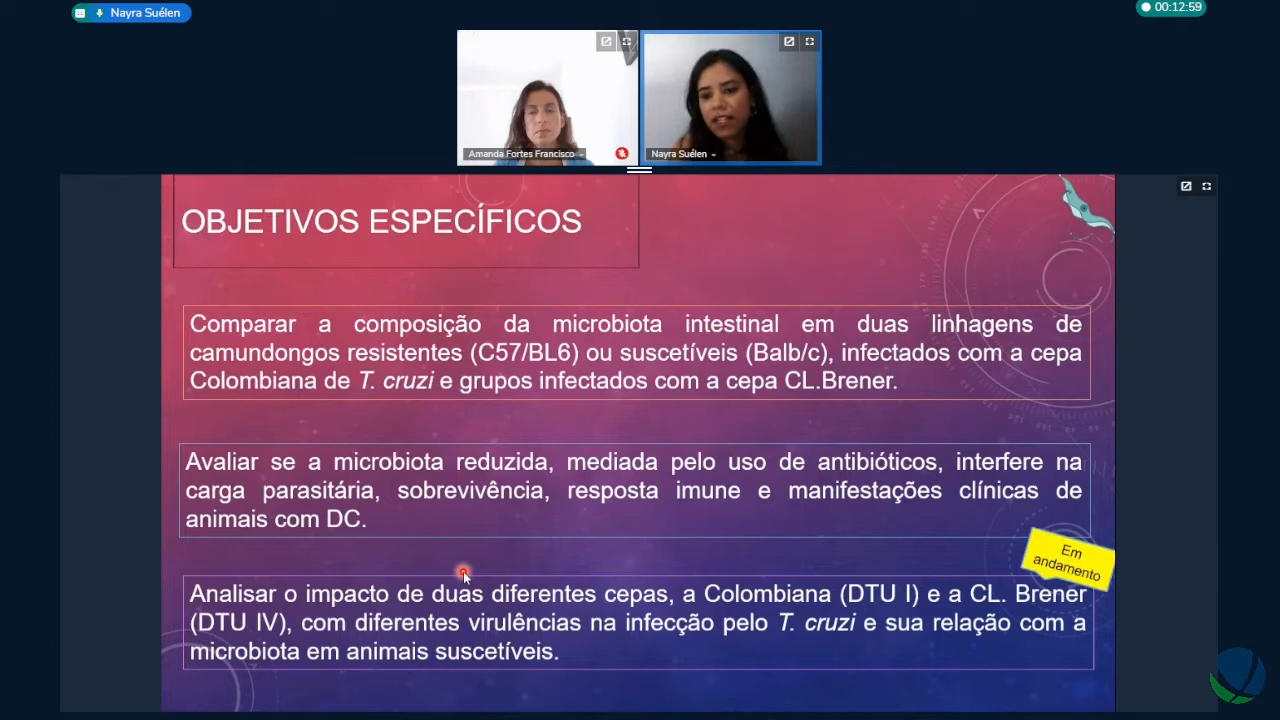 Nayra Suélen
00:12:59
Amanda Fortes Francisco
Nayra Suélen
OBJETIVOS ESPECÍFICOS
Comparar a composição da microbiota intestinal em duas linhagens de
camundongos resistentes (C57/BL6) ou suscetíveis (Balb/c), infectados com a cepa
Colombiana de T. cruzi e grupos infectados com a cepa CL.Brener.
Avaliar se a microbiota reduzida, mediada pelo uso de antibióticos, interfere na
carga parasitária, sobrevivência, resposta imune e manifestações clínicas de
animais com DC.
Em
andamento
Analisar o impacto de duas diferentes cepas, a Colombiana (DTU I) e a CL. Brener
(DTU IV), com diferentes virulências na infecção pelo T. cruzi e sua relação com a
microbiota em animais suscetíveis.